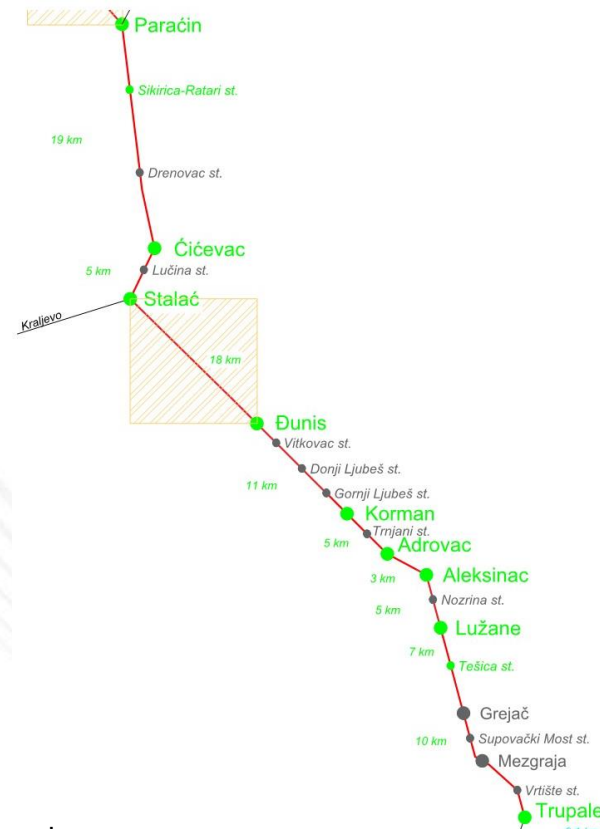 Paraćin
Sikirica-Ratari st.
19 km
Drenovac st.
Ćićevac
Lučina st.
5 km
Stalać
Kraljevo
18 km
Đunis
Vitkovac st.
Donji Ljubeš st.
11 km
Gornji Ljubeš st.
Korman
Trnjani st.
5 km
Adrovac
3 km
Aleksinac
Nozrina st.
5 km
Lužane
7 km
Tešica st.
Grejač
10 km
Supovački Most st.
Mezgraja
Vrtište st.
Trupale